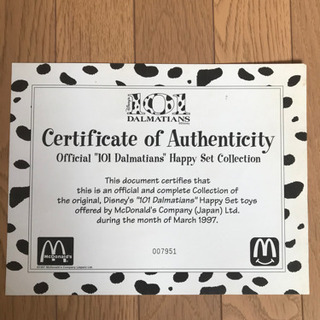 101
DALMATIANS
Certificate of Authenticity
Official "101 Dalmatians" Happy Set Collection
This document certifies that
this is an official and complete Collection of
the original, Disney's "101 Dalmatians" Happy Set toys
offered by McDonald's Company (Japan) Ltd.
during the month of March 1997.
McDonald's
007951